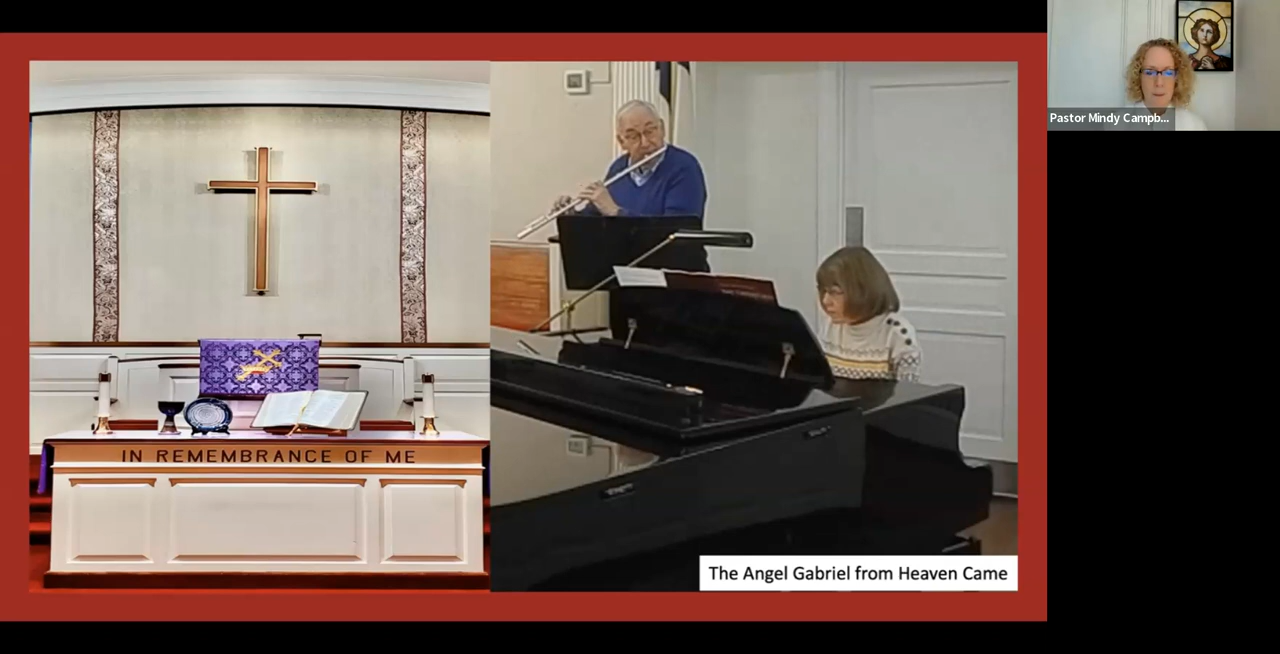 Pastor Mindy Campb...
IN REMEMBRANCE OF ME
The Angel Gabriel from Heaven Came